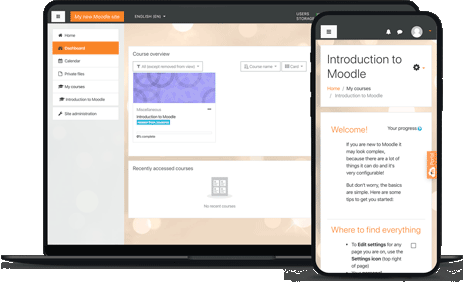 My new Moodle site
ENGLISH (EN)
USERS
Home
Dashboard
Calendar
Private files
My courses
Introduction to Moodle
Site administration
Course overview
All (except removed from view)
Course name
Card
Miscellaneous
Introduction to Moodle
% complete
Recently accessed courses
No recent courses
Introduction to
Moodle
Home / My courses
/ Introduction to Moodle
Welcome!
Your progress
If you are new to Moodle it
may look complex,
because there are a lot of
things it can do and it's
very configurable!
But don't worry, the basics
are simple. Here are some
tips to get you started:
Where to find everything
To Edit settings for any
page you are on, use the
Settings icon (top right
of page)